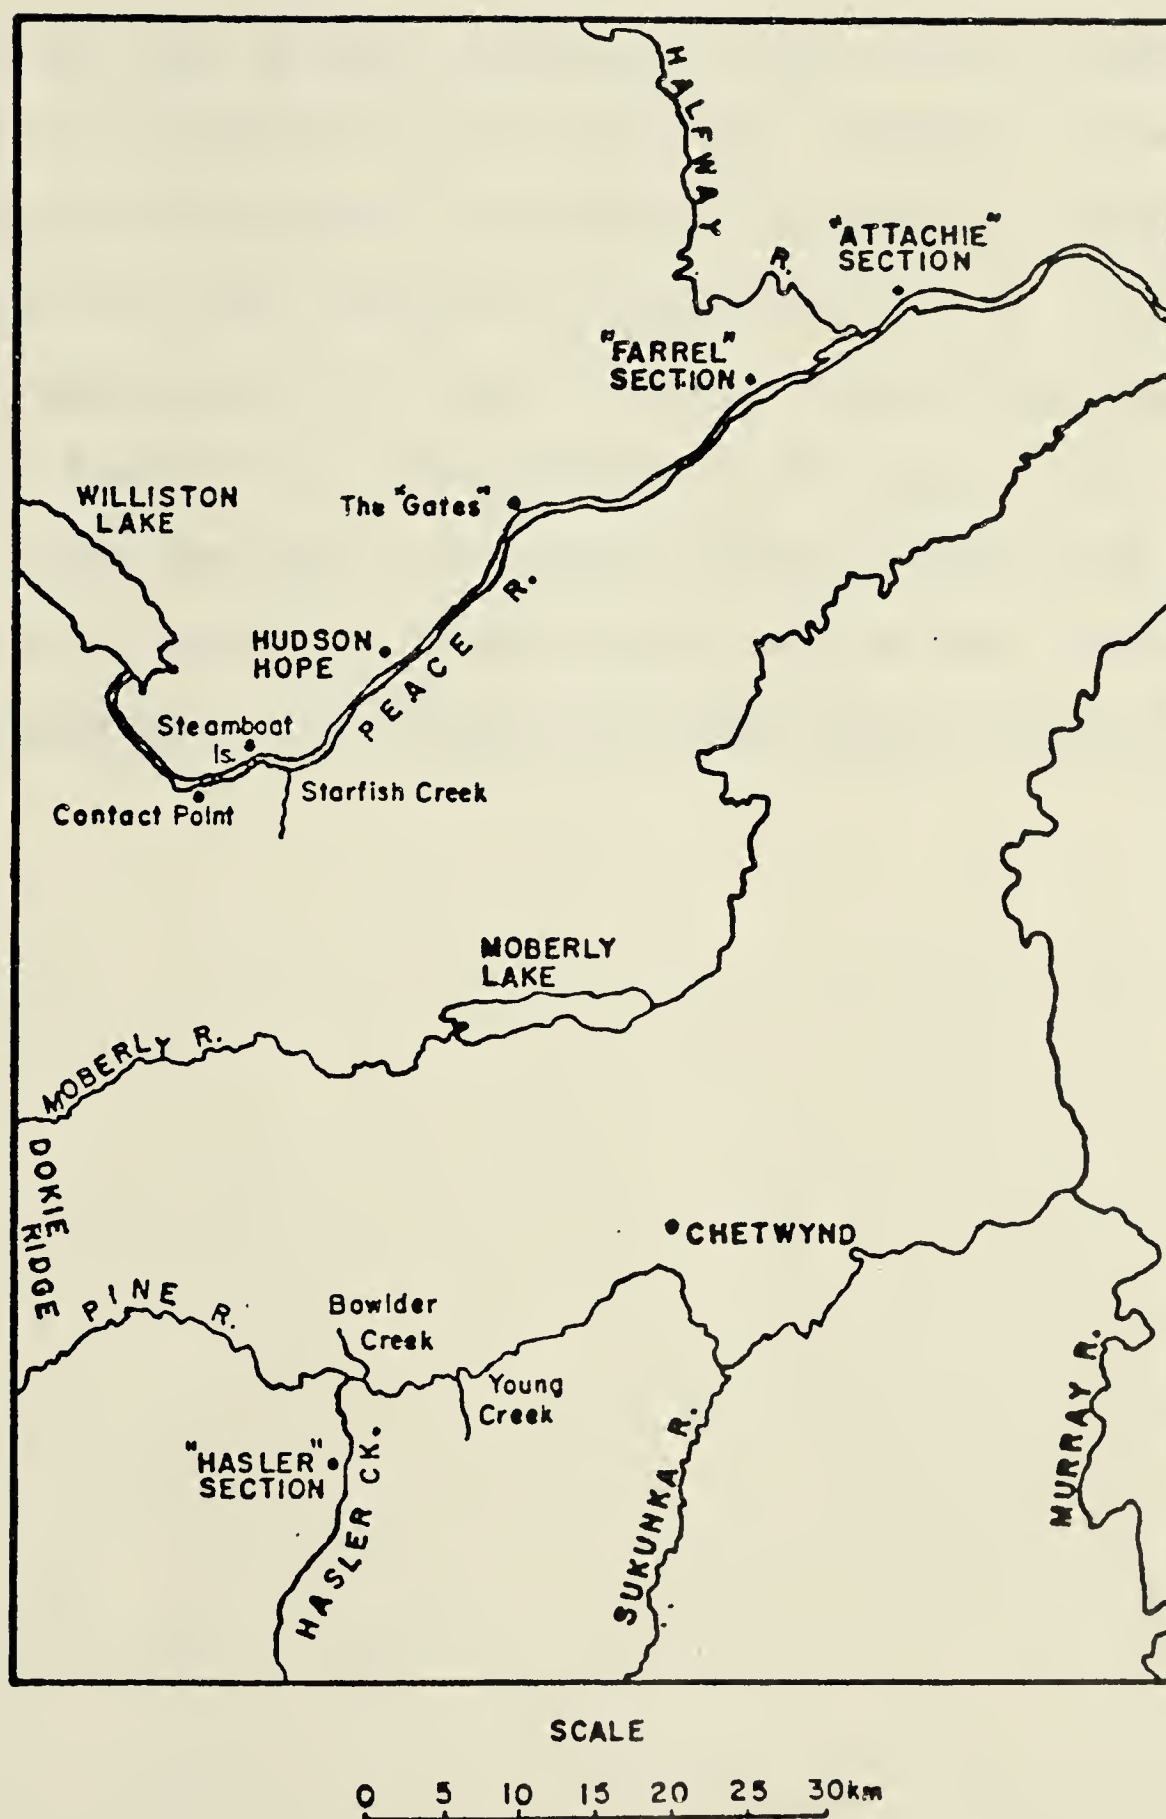 HALFWAY
R.
"ATTACHIE"
SECTION
"FARREL"
SECTION
WILLISTON
LAKE
The "Gates"
PEACE R.
HUDSON
HOPE
Steamboat
Is.
Starfish Creek
Contact Point
MOBERLY
LAKE
MOBERLY R.
DOKIE
RIDGE
CHETWYND
PINE R.
Bowlder
Creek
Young
Creek
"HASLER"
SECTION
HASLER CK.
SUKUNKA R.
MURRAY R.
SCALE
0 5 10 15 20 25 30km